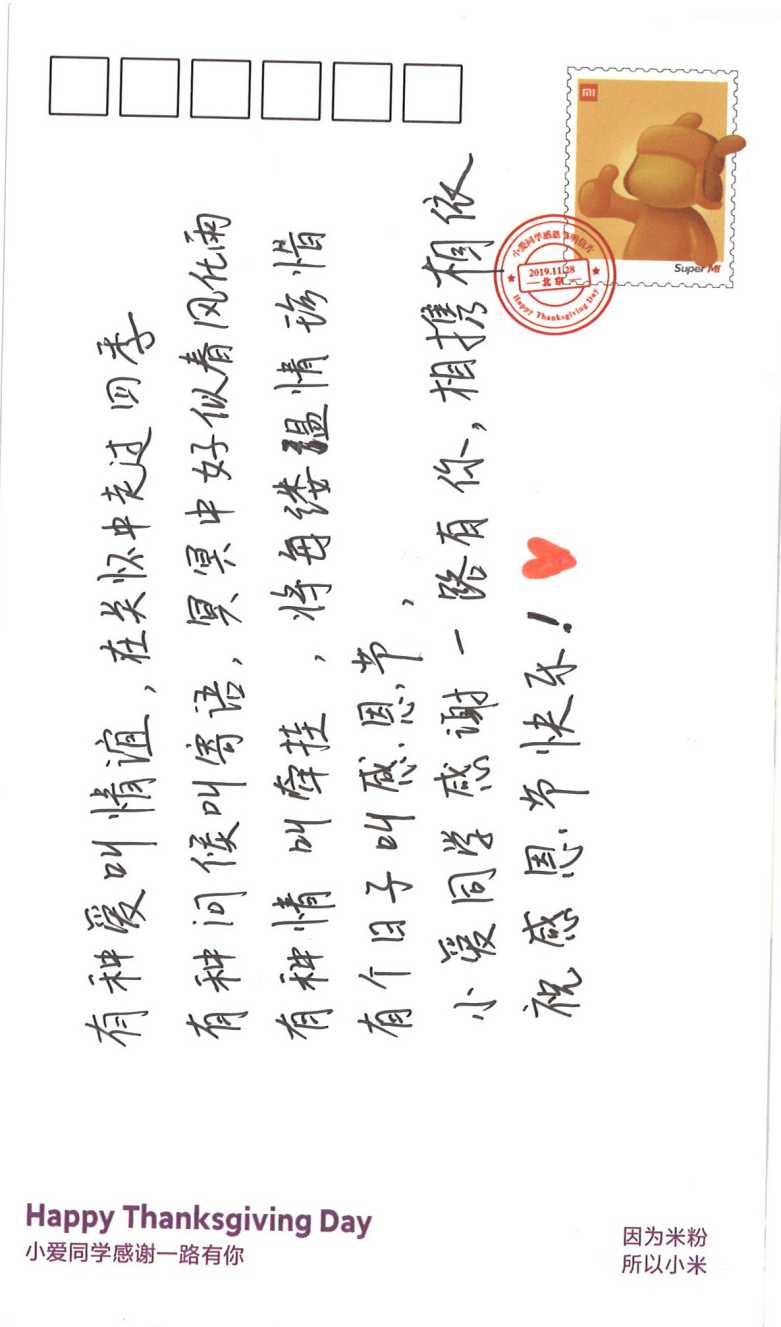 MI
Super MI
小爱同学感恩节明信片
2019.11.28
北京
Happy Thanksgiving Day
有种爱叫情谊，在关怀中走过四季
有种问候叫寄语，冥冥中好似春风化雨
有种情叫牵挂，将每缕温情珍惜
有个日子叫感恩节，
小爱同学感谢一路有你，相携相依
祝感恩节快乐！
Happy Thanksgiving Day
小爱同学感谢一路有你
因为米粉
所以小米